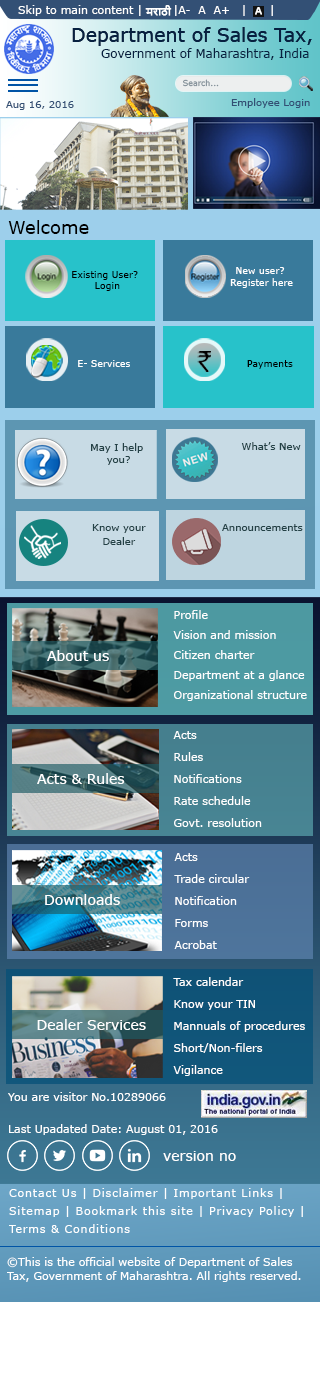 Skip to main content | मराठी |A- A A+ | A |
Department of Sales Tax,
Government of Maharashtra, India
Search...
Aug 16, 2016
Employee Login
Welcome
Login
Existing User?
Login
Register
New user?
Register here
E- Services
₹
Payments
?
May I help
you?
NEW
What's New
Know your
Dealer
Announcements
About us
Profile
Vision and mission
Citizen charter
Department at a glance
Organizational structure
Acts & Rules
Acts
Rules
Notifications
Rate schedule
Govt. resolution
Downloads
Acts
Trade circular
Notification
Forms
Acrobat
Business
Dealer Services
Tax calendar
Know your TIN
Mannuals of procedures
Short/Non-filers
Vigilance
You are visitor No.10289066
india.gov.in
The national portal of India
Last Upadated Date: August 01, 2016
version no
Contact Us | Disclaimer | Important Links |
Sitemap | Bookmark this site | Privacy Policy |
Terms & Conditions
©This is the official website of Department of Sales
Tax, Government of Maharashtra. All rights reserved.